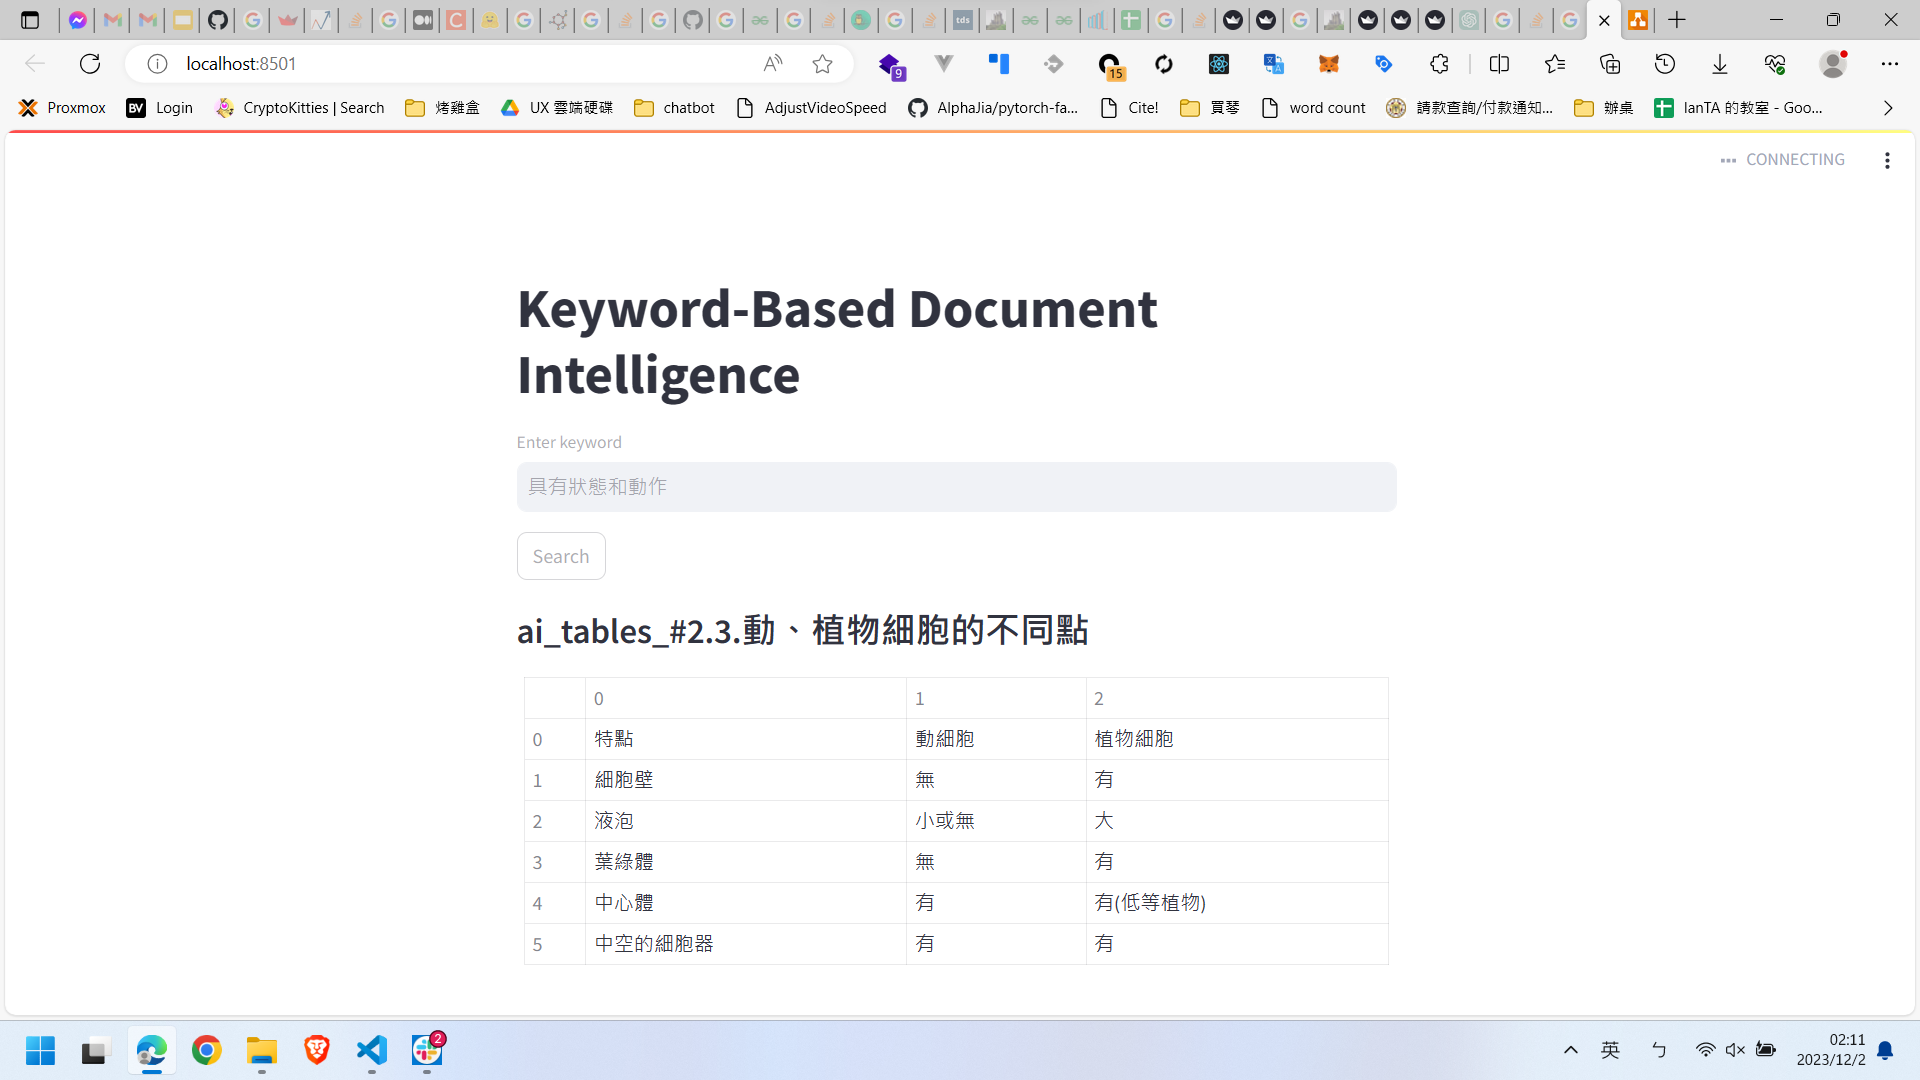 tds
localhost:8501
9
15
Proxmox
BV Login
CryptoKitties | Search
烤雞盒
UX 雲端硬碟
chatbot
AdjustVideoSpeed
AlphaJia/pytorch-fa...
Cite!
買琴
word count
請款查詢/付款通知...
辦桌
IanTA 的教室 - Goo...
CONNECTING
Keyword-Based Document
Intelligence
Enter keyword
具有狀態和動作
Search
ai_tables_#2.3.動、植物細胞的不同點
0 1 2
0 特點 動細胞 植物細胞
1 細胞壁 無 有
2 液泡 小或無 大
3 葉綠體 無 有
4 中心體 有 有(低等植物)
5 中空的細胞器 有 有
2
英
ㄅ
02:11
2023/12/2